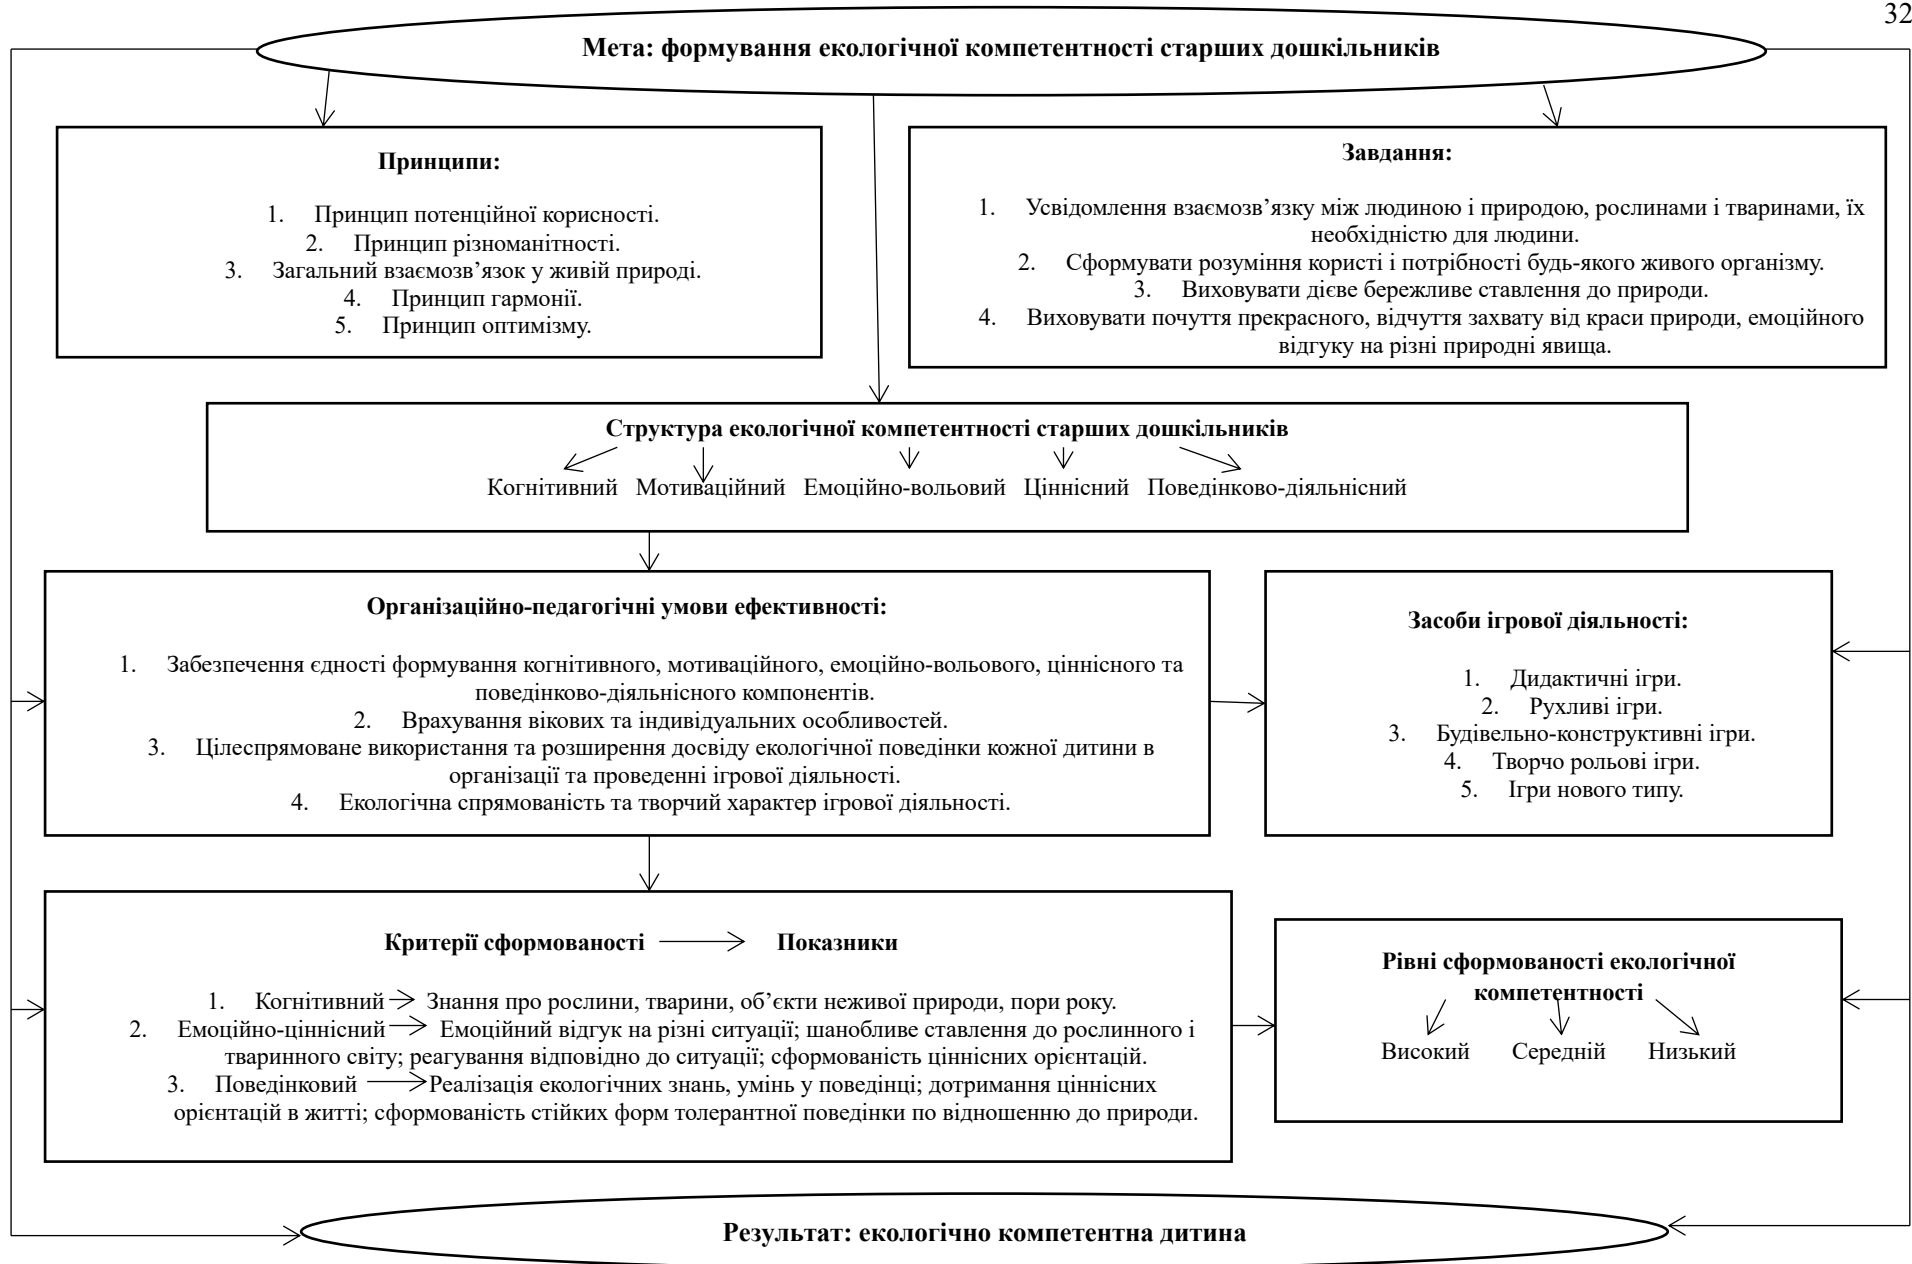 32
Мета: формування екологічної компетентності старших дошкільників
Принципи:
1. Принцип потенційної корисності.
2. Принцип різноманітності.
3. Загальний взаємозв’язок у живій природі.
4. Принцип гармонії.
5. Принцип оптимізму.
Завдання:
1. Усвідомлення взаємозв’язку між людиною і природою, рослинами і тваринами, їх
необхідністю для людини.
2. Сформувати розуміння користі і потрібності будь-якого живого організму.
3. Виховувати дієве бережливе ставлення до природи.
4. Виховувати почуття прекрасного, відчуття захвату від краси природи, емоційного
відгуку на різні природні явища.
Структура екологічної компетентності старших дошкільників
Когнітивний Мотиваційний Емоційно-вольовий Ціннісний Поведінково-діяльнісний
Організаційно-педагогічні умови ефективності:
1. Забезпечення єдності формування когнітивного, мотиваційного, емоційно-вольового, ціннісного та
поведінково-діяльнісного компонентів.
2. Врахування вікових та індивідуальних особливостей.
3. Цілеспрямоване використання та розширення досвіду екологічної поведінки кожної дитини в
організації та проведенні ігрової діяльності.
4. Екологічна спрямованість та творчий характер ігрової діяльності.
Засоби ігрової діяльності:
1. Дидактичні ігри.
2. Рухливі ігри.
3. Будівельно-конструктивні ігри.
4. Творчо рольові ігри.
5. Ігри нового типу.
Критерії сформованості Показники
1. Когнітивний Знання про рослини, тварини, об’єкти неживої природи, пори року.
2. Емоційно-ціннісний Емоційний відгук на різні ситуації; шанобливе ставлення до рослинного і
тваринного світу; реагування відповідно до ситуації; сформованість ціннісних орієнтацій.
3. Поведінковий Реалізація екологічних знань, умінь у поведінці; дотримання ціннісних
орієнтацій в житті; сформованість стійких форм толерантної поведінки по відношенню до природи.
Рівні сформованості екологічної
компетентності
Високий Середній Низький
Результат: екологічно компетентна дитина